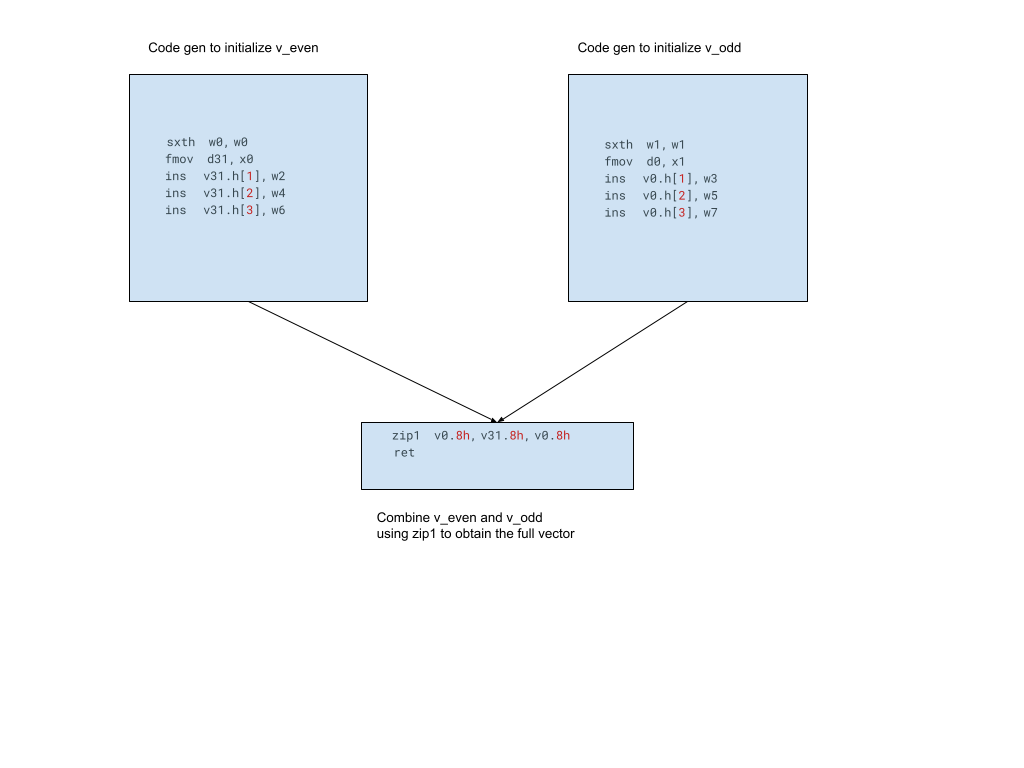 Code gen to initialize v_even
sxth w0, w0
fmov d31, x0
ins v31.h[1], w2
ins v31.h[2], w4
ins v31.h[3], w6
Code gen to initialize v_odd
sxth w1, w1
fmov d0, x1
ins v0.h[1], w3
ins v0.h[2], w5
ins v0.h[3], w7
zip1 v0.8h, v31.8h, v0.8h
ret
Combine v_even and v_odd
using zip1 to obtain the full vector